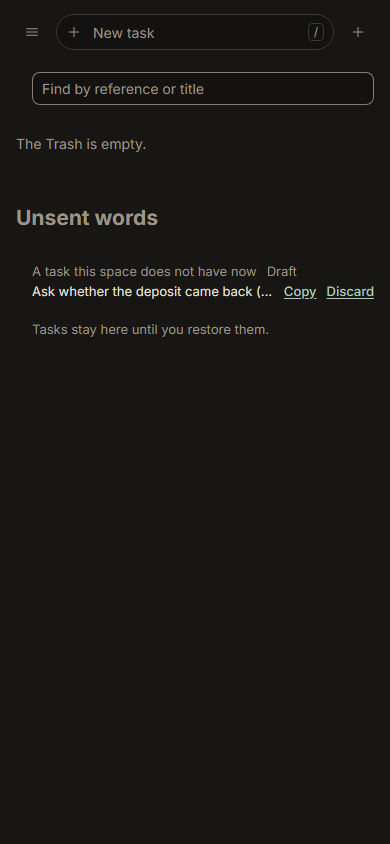 New task /
Find by reference or title
The Trash is empty.
Unsent words
A task this space does not have now Draft
Ask whether the deposit came back (... Copy Discard
Tasks stay here until you restore them.